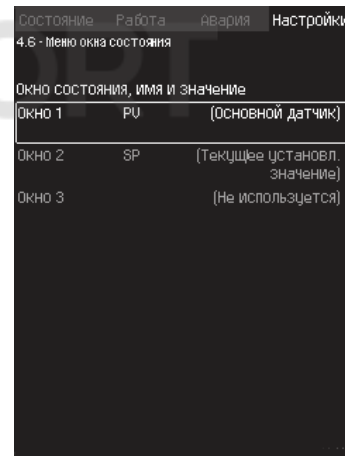 Состояние Работа Авария Настройки
4.6 - Меню окна состояния
Окно состояния, имя и значение
Окно 1 PV (Основной датчик)
Окно 2 SP (Текущее установл.
значение)
Окно 3 (Не используется)